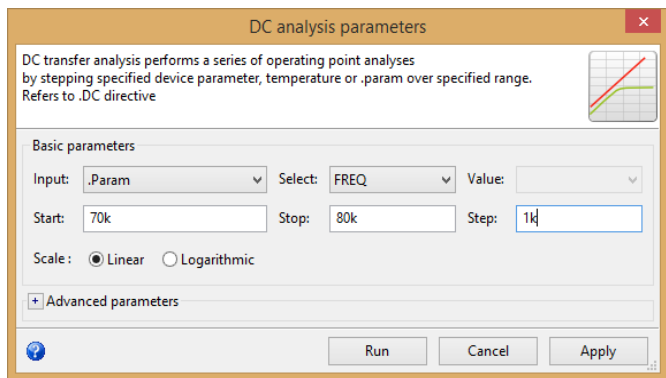 DC analysis parameters
DC transfer analysis performs a series of operating point analyses
by stepping specified device parameter, temperature or .param over specified range.
Refers to .DC directive
Basic parameters
Input: .Param Select: FREQ Value:
Start: 70k Stop: 80k Step: 1k
Scale : Linear Logarithmic
+ Advanced parameters
? Run Cancel Apply